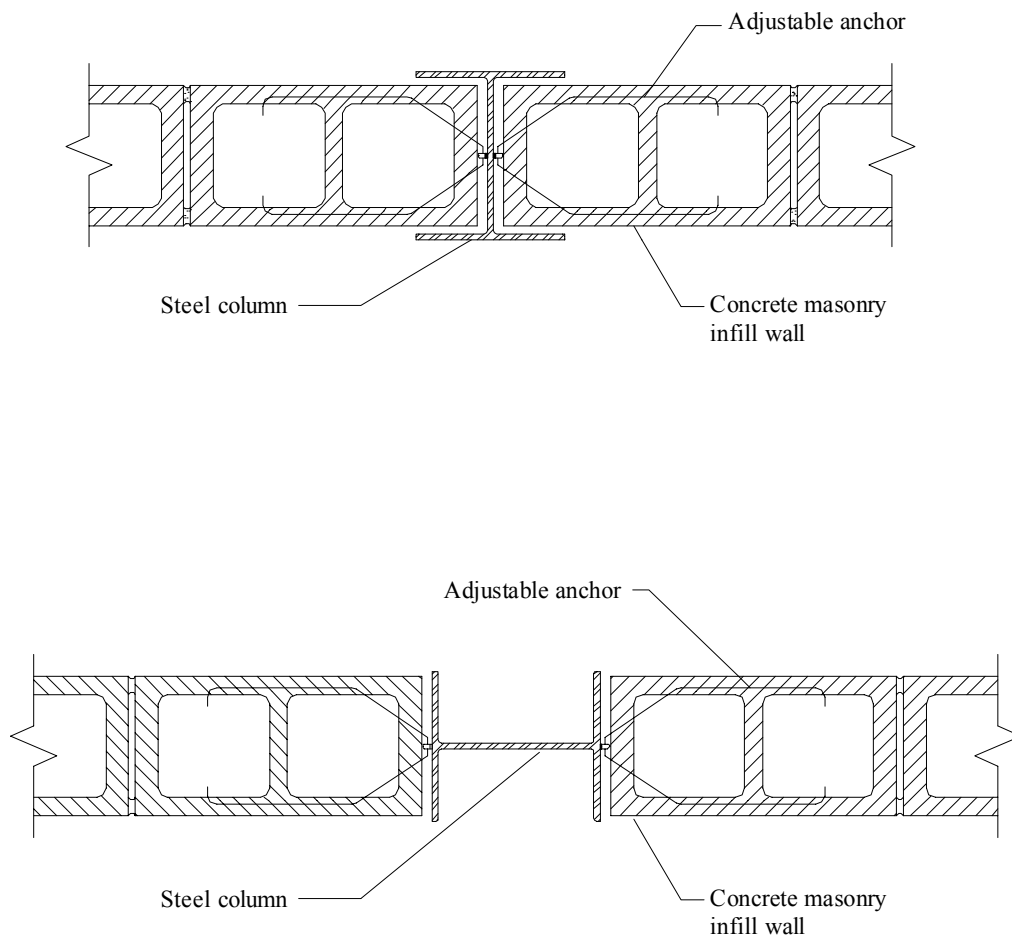 Adjustable anchor
Steel column
Concrete masonry
infill wall
Adjustable anchor
Steel column
Concrete masonry
infill wall